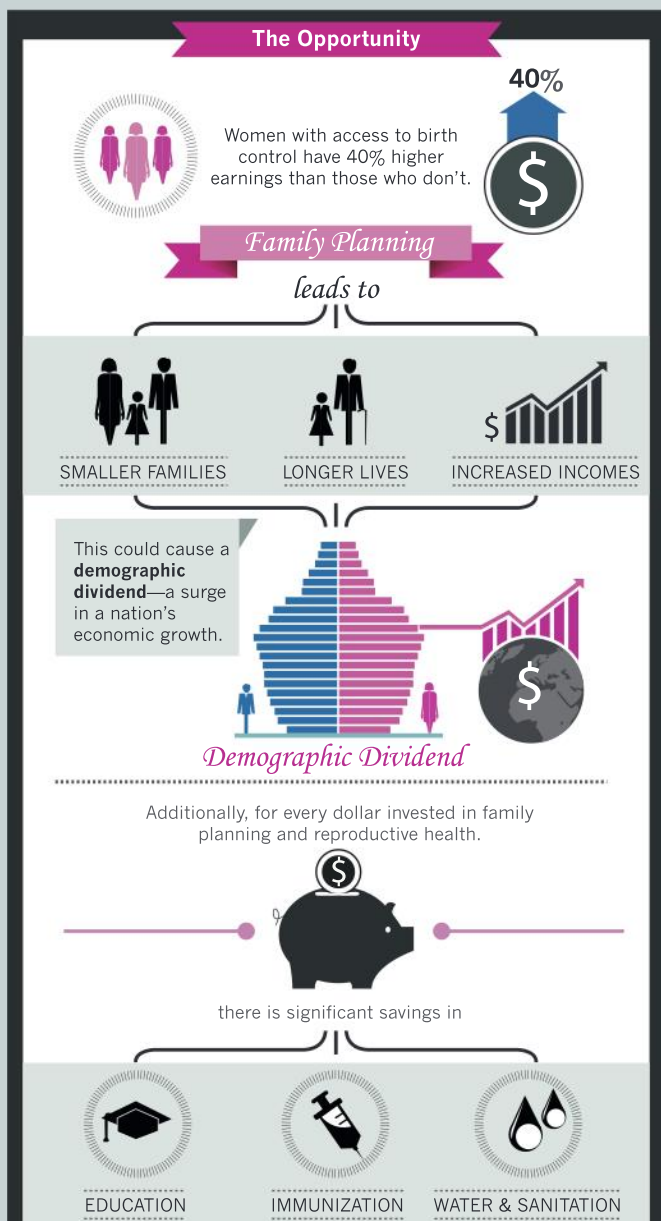 The Opportunity
40%
Women with access to birth
control have 40% higher
earnings than those who don't.
$
Family Planning
leads to
$
SMALLER FAMILIES
LONGER LIVES
INCREASED INCOMES
This could cause a
demographic
dividend—a surge
in a nation's
economic growth.
$
Demographic Dividend
Additionally, for every dollar invested in family
planning and reproductive health.
$
there is significant savings in
EDUCATION
IMMUNIZATION
WATER & SANITATION